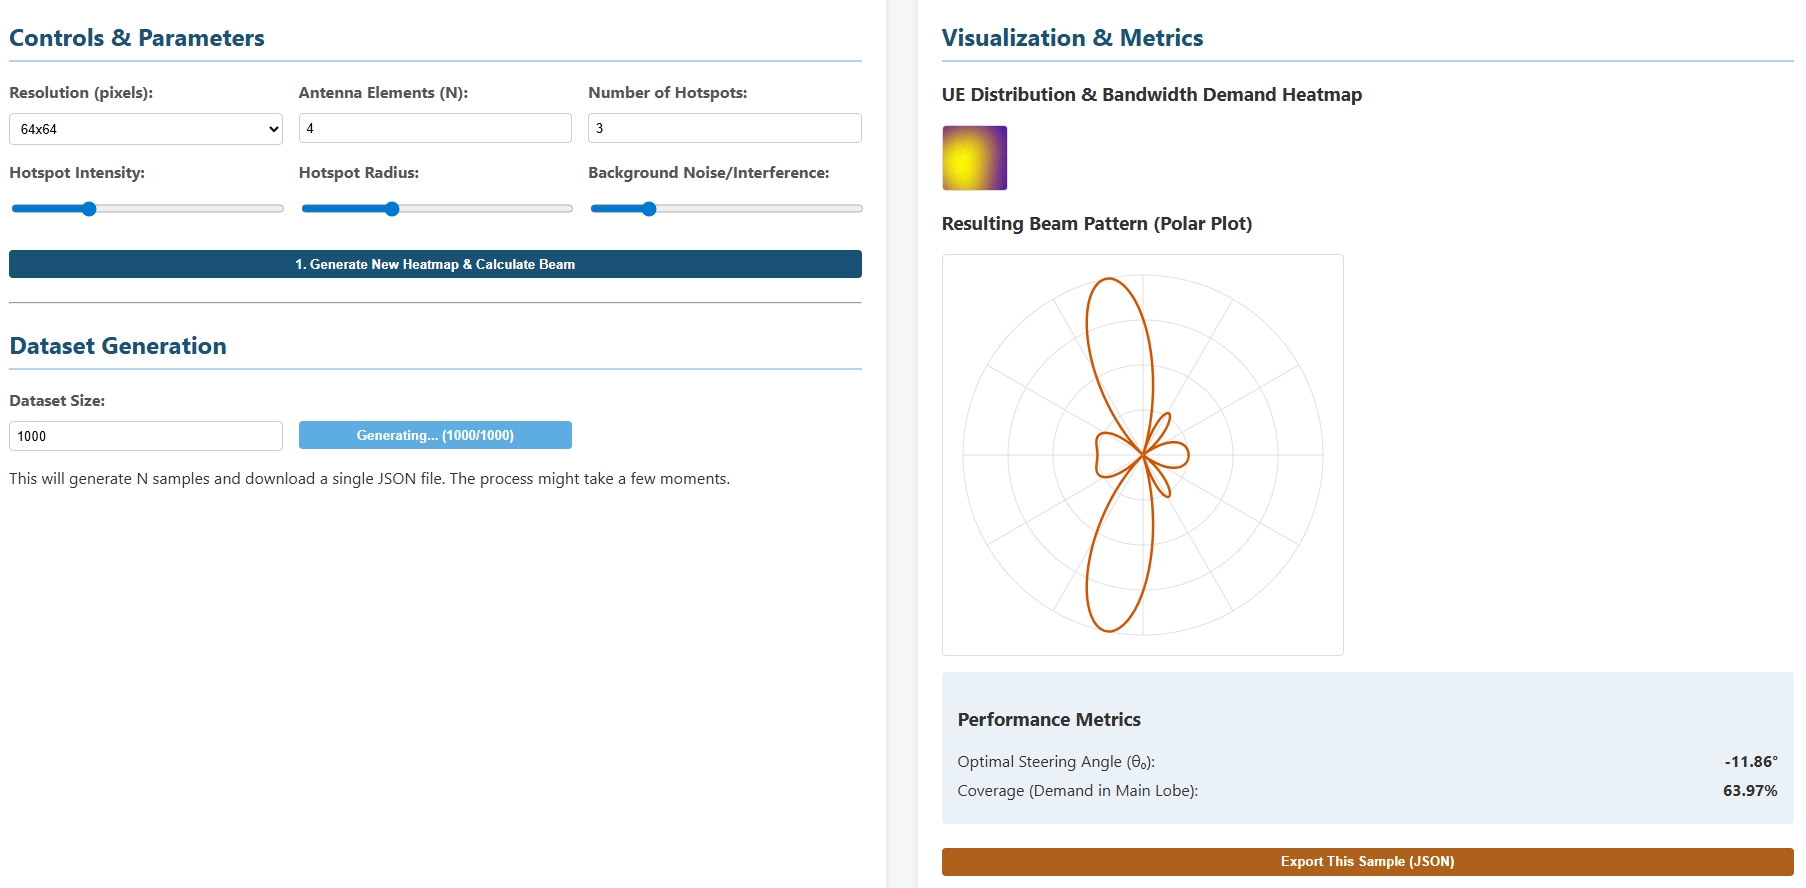 Controls & Parameters
Resolution (pixels):
Antenna Elements (N):
Number of Hotspots:
64x64
4
3
Hotspot Intensity:
Hotspot Radius:
Background Noise/Interference:
1. Generate New Heatmap & Calculate Beam
Dataset Generation
Dataset Size:
1000
Generating... (1000/1000)
This will generate N samples and download a single JSON file. The process might take a few moments.
Visualization & Metrics
UE Distribution & Bandwidth Demand Heatmap
Resulting Beam Pattern (Polar Plot)
Performance Metrics
Optimal Steering Angle (θ₀): -11.86°
Coverage (Demand in Main Lobe): 63.97%
Export This Sample (JSON)